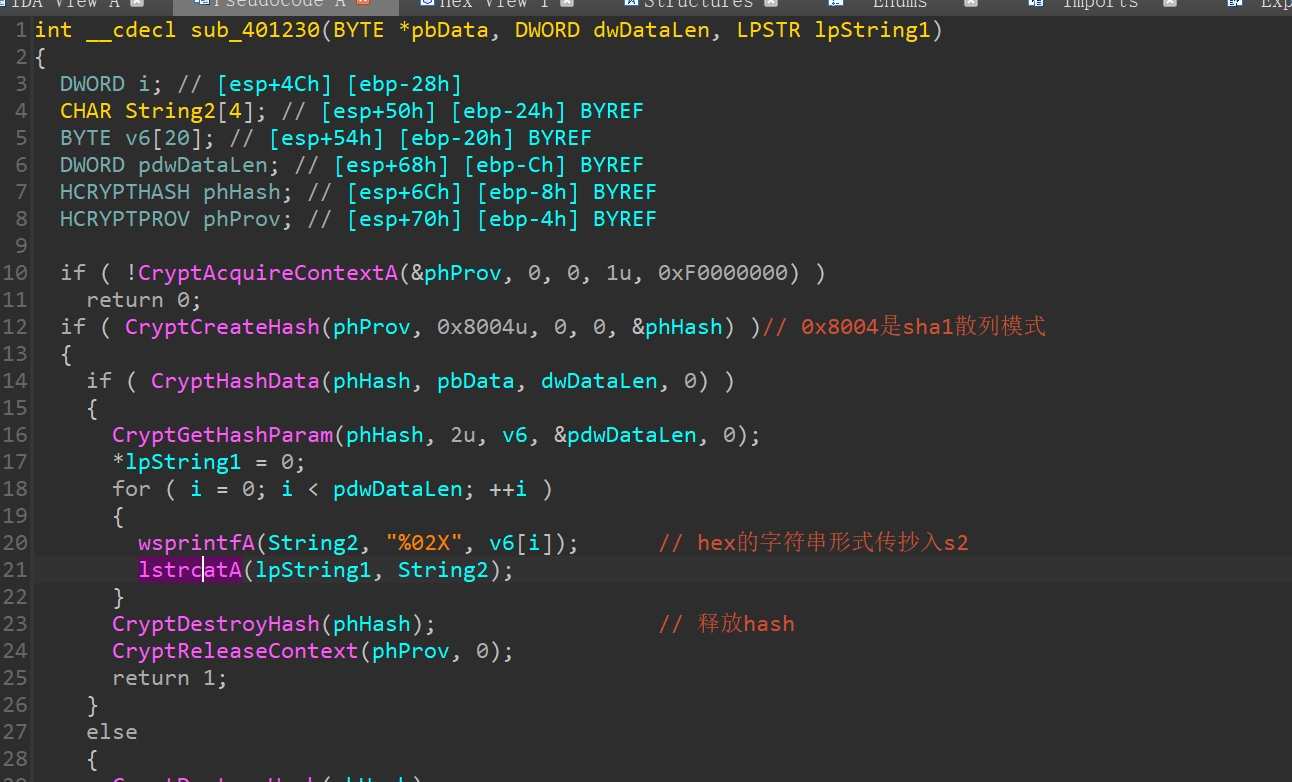 IDA View A Pseudocode A Hex View 1 Structures Enums Imports
1 int __cdecl sub_401230(BYTE *pbData, DWORD dwDataLen, LPSTR lpString1)
2 {
3   DWORD i; // [esp+4Ch] [ebp-28h]
4   CHAR String2[4]; // [esp+50h] [ebp-24h] BYREF
5   BYTE v6[20]; // [esp+54h] [ebp-20h] BYREF
6   DWORD pdwDataLen; // [esp+68h] [ebp-Ch] BYREF
7   HCRYPTHASH phHash; // [esp+6Ch] [ebp-8h] BYREF
8   HCRYPTPROV phProv; // [esp+70h] [ebp-4h] BYREF
9
10   if ( !CryptAcquireContextA(&phProv, 0, 0, 1u, 0xF0000000) )
11     return 0;
12   if ( CryptCreateHash(phProv, 0x8004u, 0, 0, &phHash) )// 0x8004是sha1散列模式
13   {
14     if ( CryptHashData(phHash, pbData, dwDataLen, 0) )
15     {
16       CryptGetHashParam(phHash, 2u, v6, &pdwDataLen, 0);
17       *lpString1 = 0;
18       for ( i = 0; i < pdwDataLen; ++i )
19       {
20         wsprintfA(String2, "%02X", v6[i]);      // hex的字符串形式传抄入s2
21         lstrcatA(lpString1, String2);
22       }
23       CryptDestroyHash(phHash);                 // 释放hash
24       CryptReleaseContext(phProv, 0);
25       return 1;
26     }
27     else
28     {